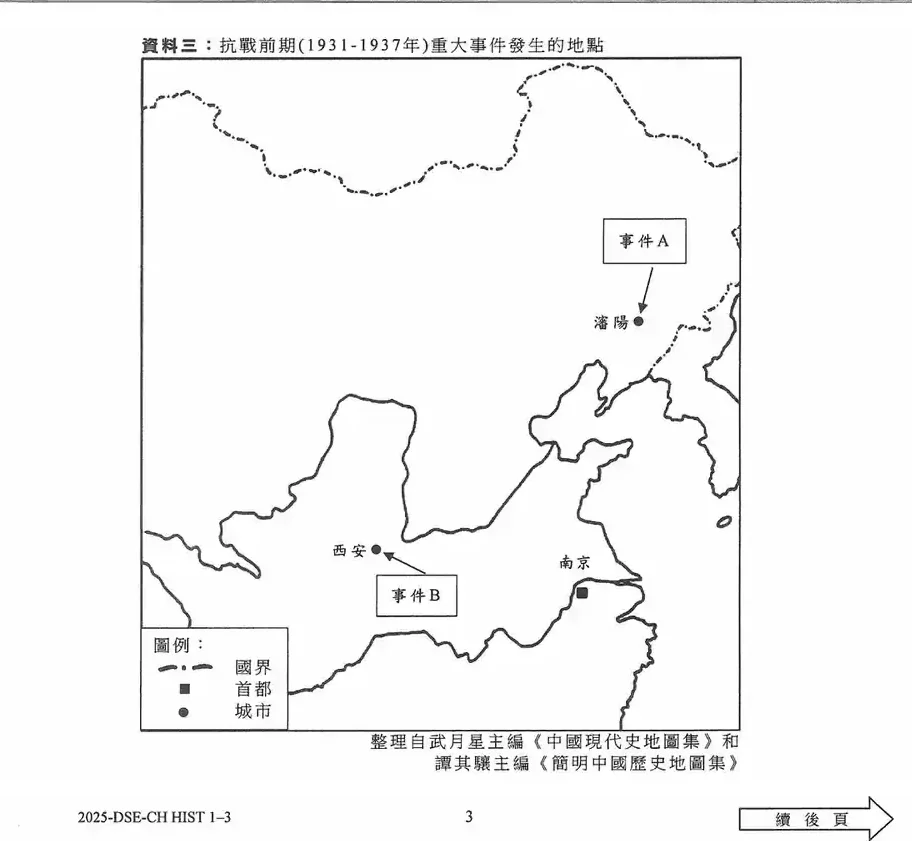 資料三：抗戰前期(1931-1937年)重大事件發生的地點
事件A
瀋陽
西安
南京
事件B
圖例：
國界
首都
城市
整理自武月星主編《中國現代史地圖集》和
譚其驤主編《簡明中國歷史地圖集》
2025-DSE-CH HIST 1–3
3
續後頁